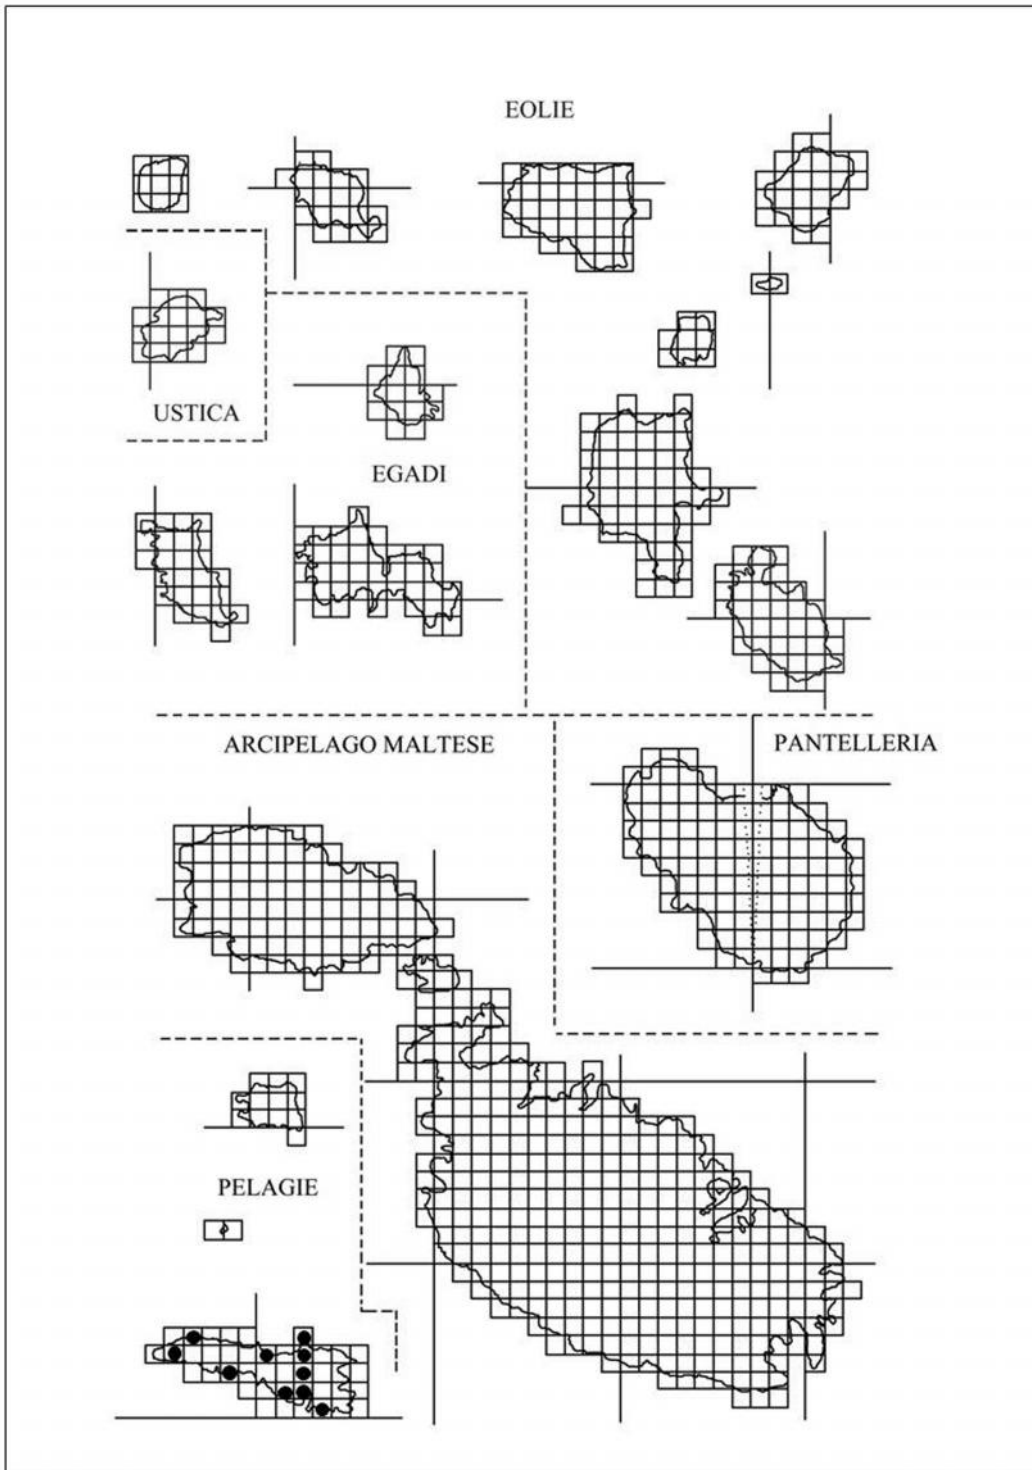 EOLIE
USTICA
EGADI
ARCIPELAGO MALTESE
PANTELLERIA
PELAGIE